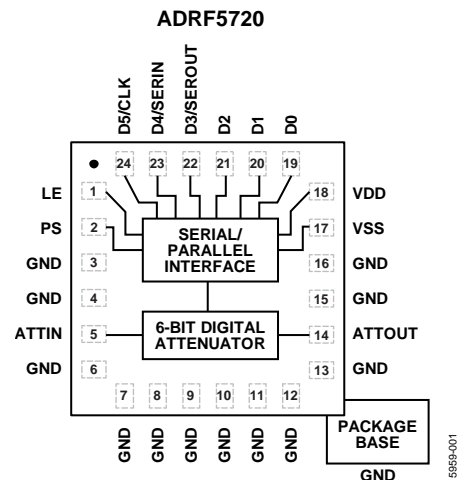 ADRF5720
D5/CLK
D4/SERIN
D3/SEROUT
D2
D1
D0
24
23
22
21
20
19
LE
1
18
VDD
PS
2
17
VSS
SERIAL/
PARALLEL
INTERFACE
GND
3
16
GND
GND
4
15
GND
ATTIN
5
6-BIT DIGITAL
ATTENUATOR
14
ATTOUT
GND
6
13
GND
7
8
9
10
11
12
GND
GND
GND
GND
GND
GND
PACKAGE
BASE
GND
5959-001